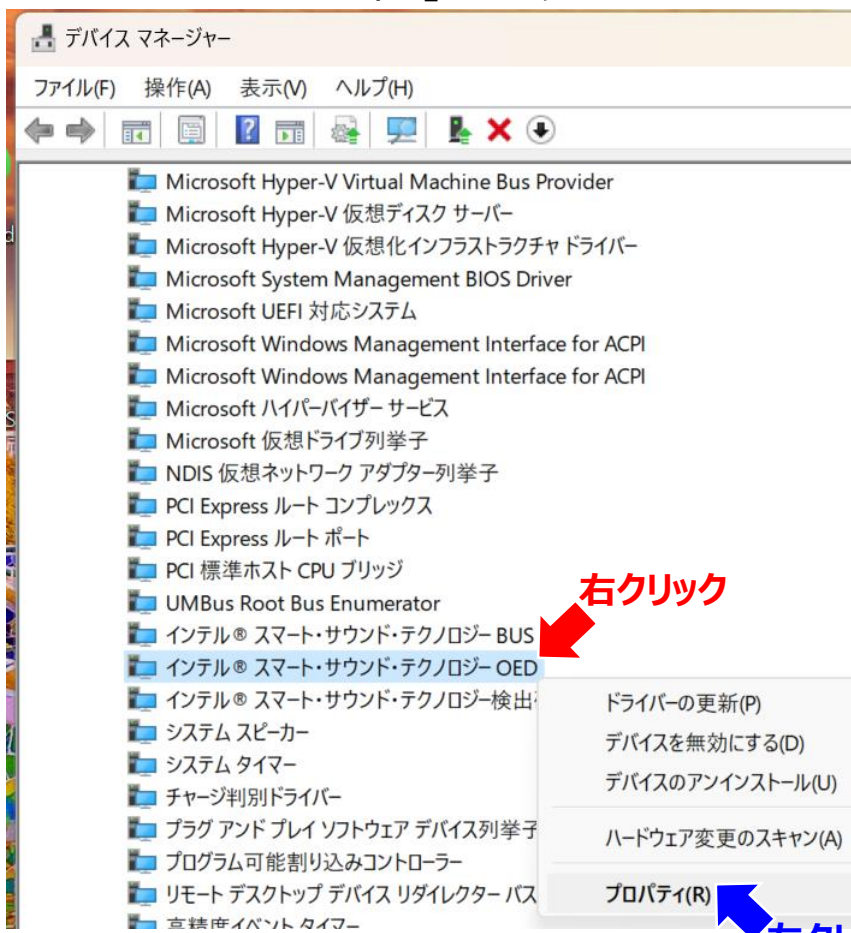 デバイス マネージャー
ファイル(F) 操作(A) 表示(V) ヘルプ(H)
Microsoft Hyper-V Virtual Machine Bus Provider
Microsoft Hyper-V 仮想ディスク サーバー
Microsoft Hyper-V 仮想化インフラストラクチャ ドライバー
Microsoft System Management BIOS Driver
Microsoft UEFI 対応システム
Microsoft Windows Management Interface for ACPI
Microsoft Windows Management Interface for ACPI
Microsoft ハイパーバイザー サービス
Microsoft 仮想ドライブ列挙子
NDIS 仮想ネットワーク アダプター列挙子
PCI Express ルート コンプレックス
PCI Express ルート ポート
PCI 標準ホスト CPU ブリッジ
右クリック
UMBus Root Bus Enumerator
インテル® スマート・サウンド・テクノロジー BUS
インテル® スマート・サウンド・テクノロジー OED
インテル® スマート・サウンド・テクノロジー検出
ドライバーの更新(P)
システム スピーカー
デバイスを無効にする(D)
システム タイマー
デバイスのアンインストール(U)
チャージ判別ドライバー
プラグ アンド プレイ ソフトウェア デバイス列挙子
ハードウェア変更のスキャン(A)
プログラム可能割り込みコントローラー
リモート デスクトップ デバイス リダイレクター バス
プロパティ(R)
高精度イベント タイマー